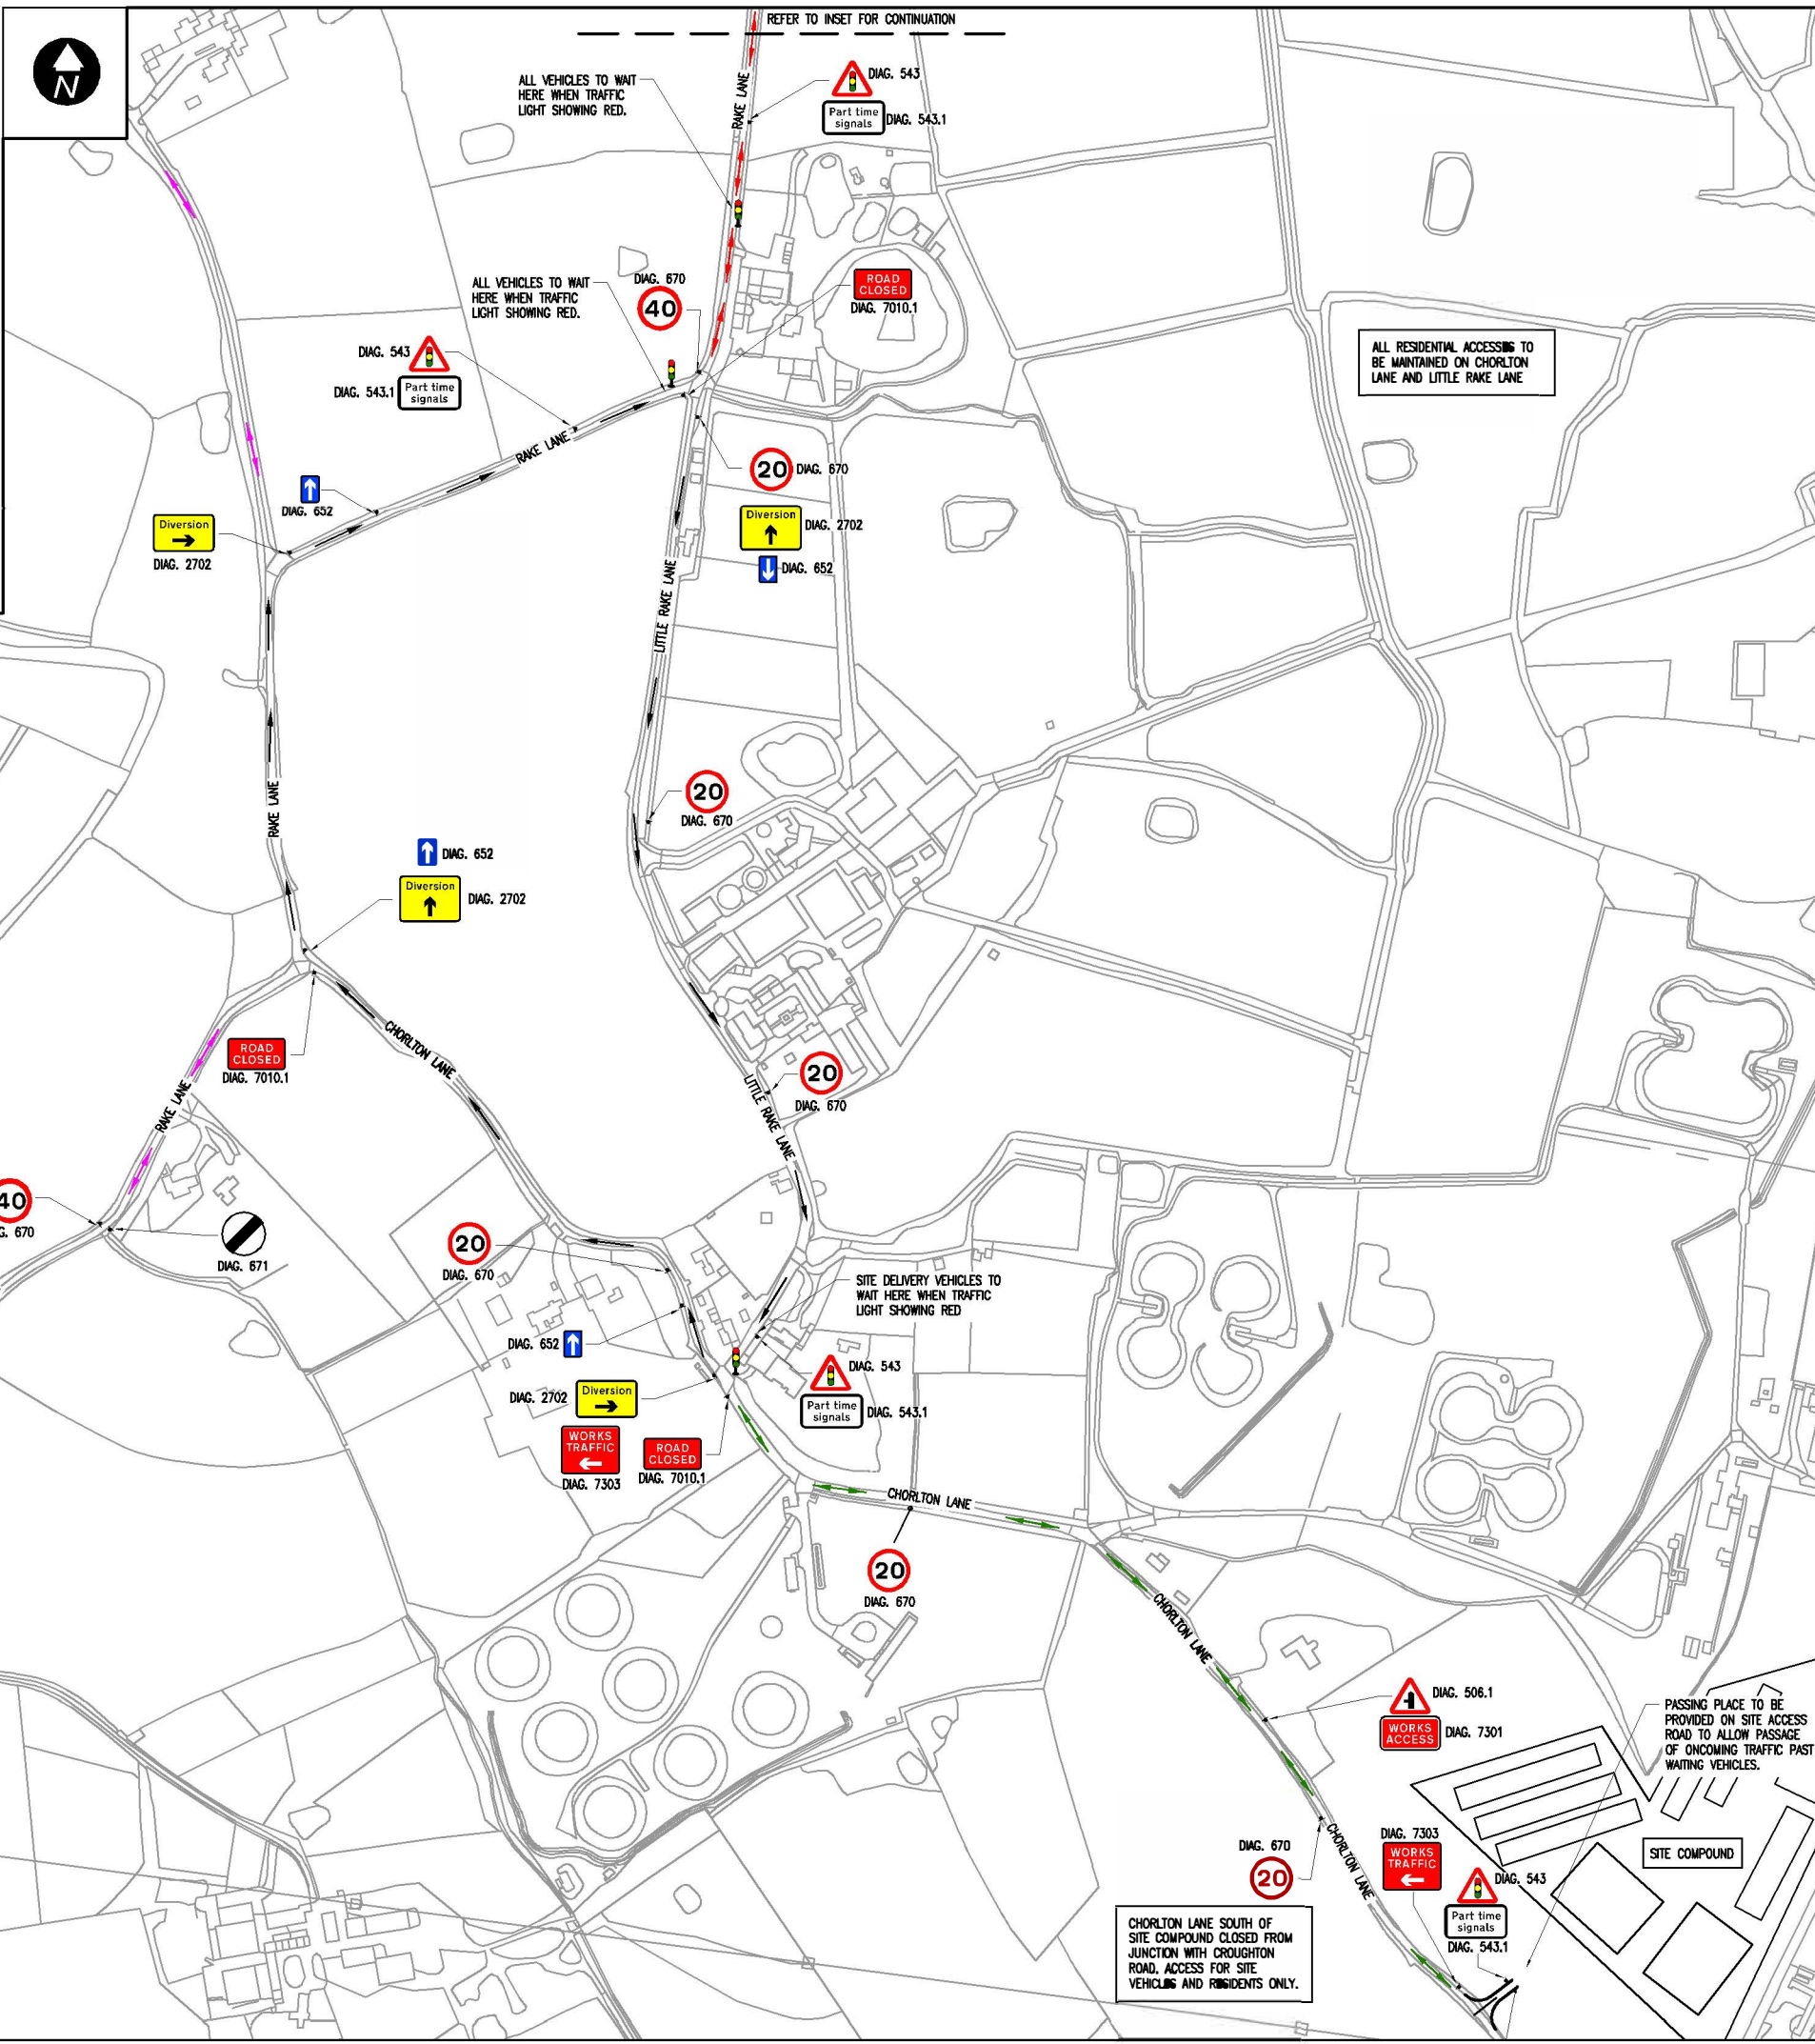 N
REFER TO INSET FOR CONTINUATION
ALL VEHICLES TO WAIT
HERE WHEN TRAFFIC
LIGHT SHOWING RED.
RAKE LANE
DIAG. 543
Part time
signals
DIAG. 543.1
ALL VEHICLES TO WAIT
HERE WHEN TRAFFIC
LIGHT SHOWING RED.
DIAG. 670
40
ROAD
CLOSED
DIAG. 7010.1
DIAG. 543
DIAG. 543.1
Part time
signals
ALL RESIDENTIAL ACCESSES TO
BE MAINTAINED ON CHORLTON
LANE AND LITTLE RAKE LANE
RAKE LANE
20
DIAG. 670
DIAG. 652
Diversion
DIAG. 2702
Diversion
DIAG. 2702
DIAG. 652
LITTLE RAKE LANE
20
DIAG. 670
RAKE LANE
DIAG. 652
Diversion
DIAG. 2702
CHORLTON LANE
ROAD
CLOSED
DIAG. 7010.1
RAKE LANE
20
DIAG. 670
LITTLE RAKE LANE
40
G. 670
DIAG. 671
20
DIAG. 670
SITE DELIVERY VEHICLES TO
WAIT HERE WHEN TRAFFIC
LIGHT SHOWING RED
DIAG. 652
DIAG. 543
Part time
signals
DIAG. 543.1
DIAG. 2702
Diversion
WORKS
TRAFFIC
DIAG. 7303
ROAD
CLOSED
DIAG. 7010.1
CHORLTON LANE
20
DIAG. 670
CHORLTON LANE
DIAG. 506.1
WORKS
ACCESS
DIAG. 7301
PASSING PLACE TO BE
PROVIDED ON SITE ACCESS
ROAD TO ALLOW PASSAGE
OF ONCOMING TRAFFIC PAST
WAITING VEHICLES.
DIAG. 670
20
CHORLTON LANE
DIAG. 7303
WORKS
TRAFFIC
SITE COMPOUND
DIAG. 543
Part time
signals
DIAG. 543.1
CHORLTON LANE SOUTH OF
SITE COMPOUND CLOSED FROM
JUNCTION WITH CROUGHTON
ROAD. ACCESS FOR SITE
VEHICLES AND RESIDENTS ONLY.